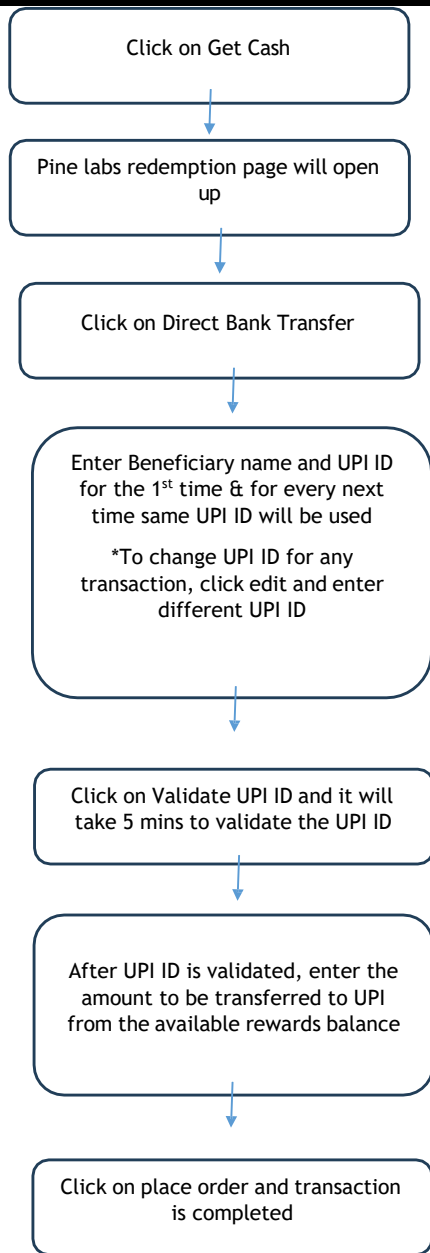 Click on Get Cash
Pine labs redemption page will open
up
Click on Direct Bank Transfer
Enter Beneficiary name and UPI ID
for the 1st time & for every next
time same UPI ID will be used
*To change UPI ID for any
transaction, click edit and enter
different UPI ID
Click on Validate UPI ID and it will
take 5 mins to validate the UPI ID
After UPI ID is validated, enter the
amount to be transferred to UPI
from the available rewards balance
Click on place order and transaction
is completed